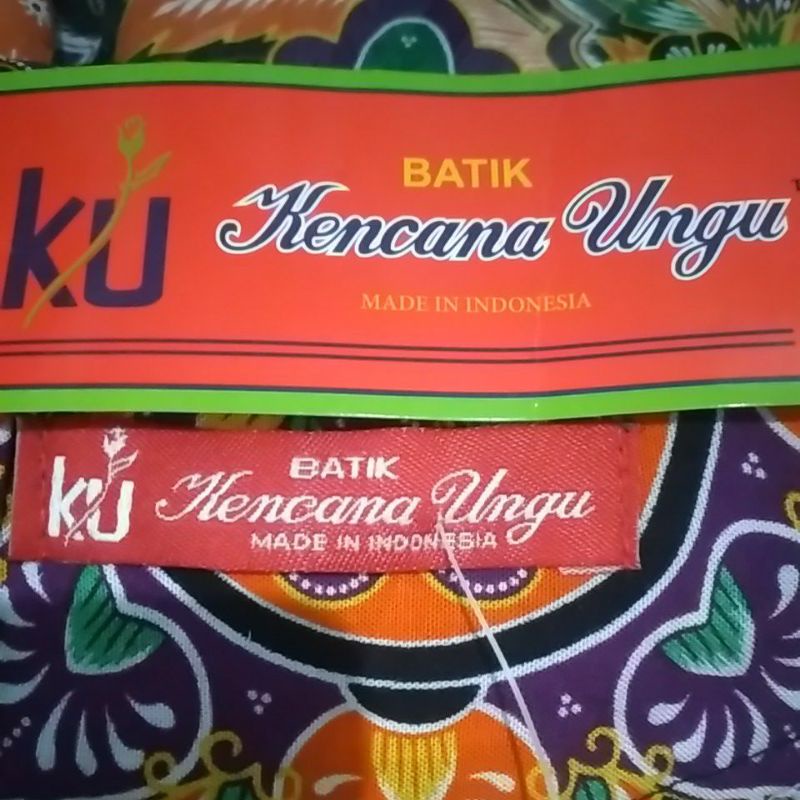 KU
BATIK
Kencana Ungu
MADE IN INDONESIA
KU
BATIK
Kencana Ungu
MADE IN INDONESIA